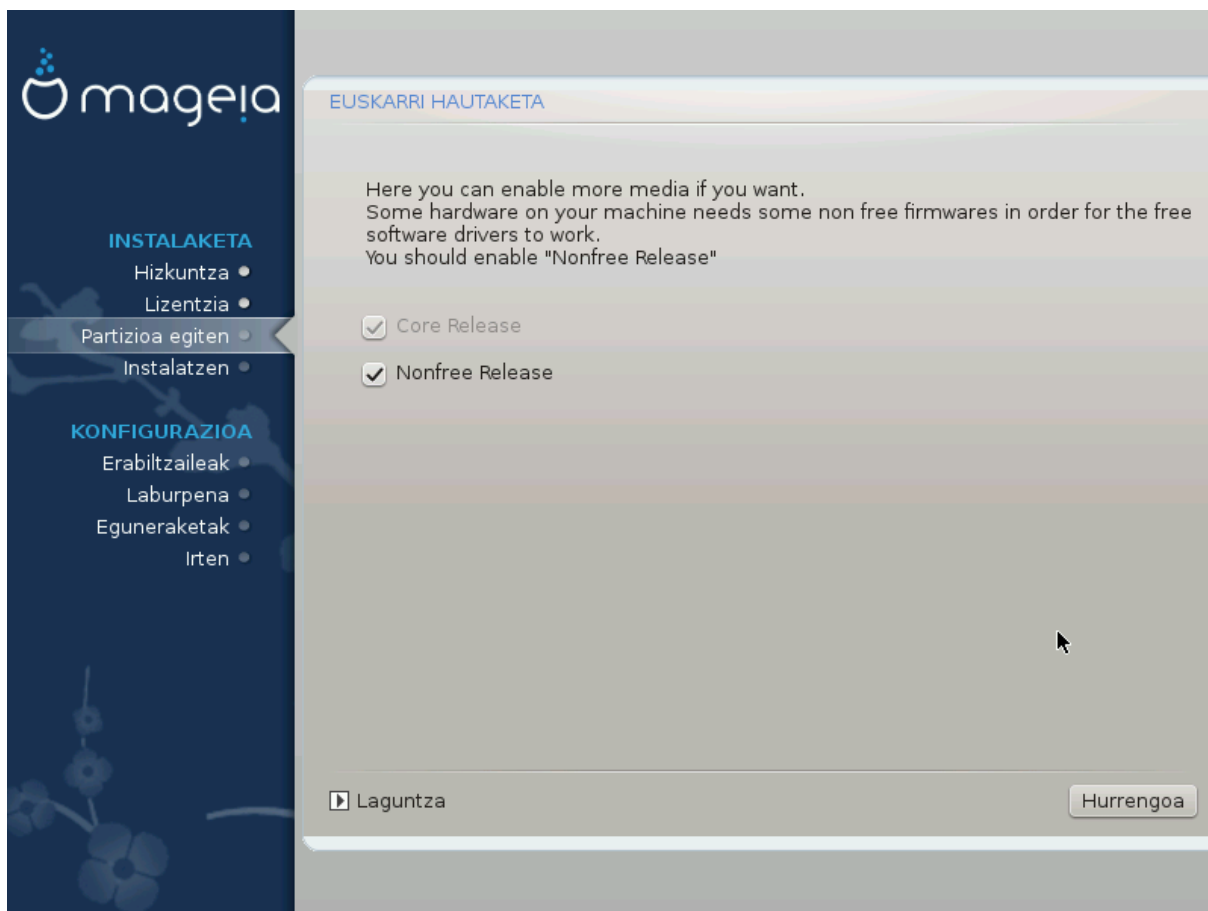 mageia
INSTALAKETA
Hizkuntza
Lizentzia
Partizioa egiten
Instalatzen
KONFIGURAZIOA
Erabiltzaileak
Laburpena
Eguneraketak
Irten
EUSKARRI HAUTAKETA
Here you can enable more media if you want.
Some hardware on your machine needs some non free firmwares in order for the free
software drivers to work.
You should enable "Nonfree Release"
Core Release
Nonfree Release
Laguntza
Hurrengoa